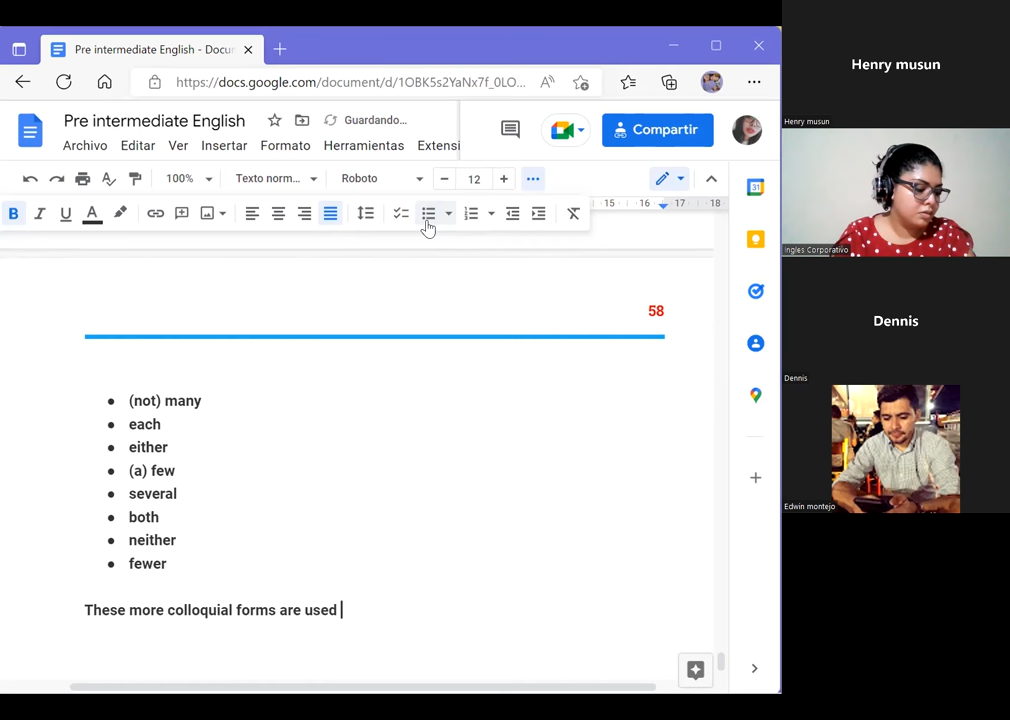 Pre intermediate English - Docun
https://docs.google.com/document/d/1OBK5s2YaNx7f_0LO...
Pre intermediate English
Guardando...
Compartir
Archivo Editar Ver Insertar Formato Herramientas Extensi
100% Texto norm... Roboto 12
15 16 17 18
58
(not) many
each
either
(a) few
several
both
neither
fewer
These more colloquial forms are used
Henry musun
Henry musun
Ingles Corporativo
Dennis
Dennis
Edwin montejo